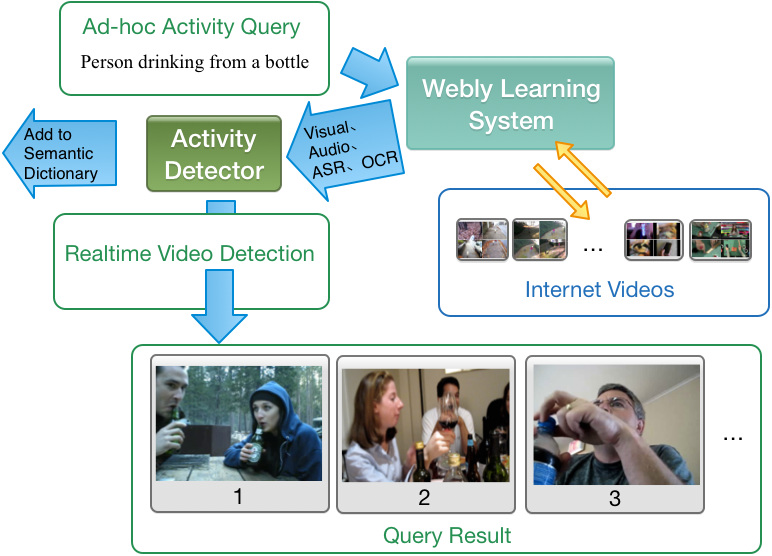 Ad-hoc Activity Query
Person drinking from a bottle
Webly Learning
System
Visual、
Audio、
ASR、OCR
Activity
Detector
Add to
Semantic
Dictionary
Realtime Video Detection
...
Internet Videos
1
2
3
...
Query Result